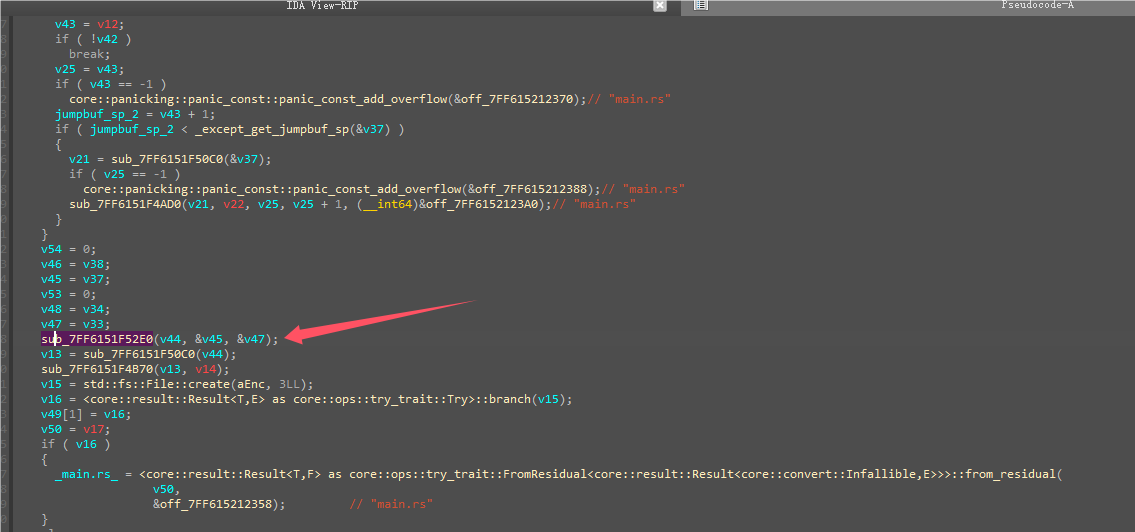 IDA View-RIP Pseudocode-A
v43 = v12;
if ( !v42 )
break;
v25 = v43;
if ( v43 == -1 )
core::panicking::panic_const::panic_const_add_overflow(&off_7FF615212370);// "main.rs"
jumpbuf_sp_2 = v43 + 1;
if ( jumpbuf_sp_2 < _except_get_jumpbuf_sp(&v37) )
{
v21 = sub_7FF6151F50C0(&v37);
if ( v25 == -1 )
core::panicking::panic_const::panic_const_add_overflow(&off_7FF615212388);// "main.rs"
sub_7FF6151F4AD0(v21, v22, v25, v25 + 1, (__int64)&off_7FF6152123A0);// "main.rs"
}
}
v54 = 0;
v46 = v38;
v45 = v37;
v53 = 0;
v48 = v34;
v47 = v33;
sub_7FF6151F52E0(v44, &v45, &v47);
v13 = sub_7FF6151F50C0(v44);
sub_7FF6151F4B70(v13, v14);
v15 = std::fs::File::create(aEnc, 3LL);
v16 = <core::result::Result<T,E> as core::ops::try_trait::Try>::branch(v15);
v49[1] = v16;
v50 = v17;
if ( v16 )
{
_main.rs_ = <core::result::Result<T,F> as core::ops::try_trait::FromResidual<core::result::Result<core::convert::Infallible,E>>>::from_residual(
v50,
&off_7FF615212358); // "main.rs"
}